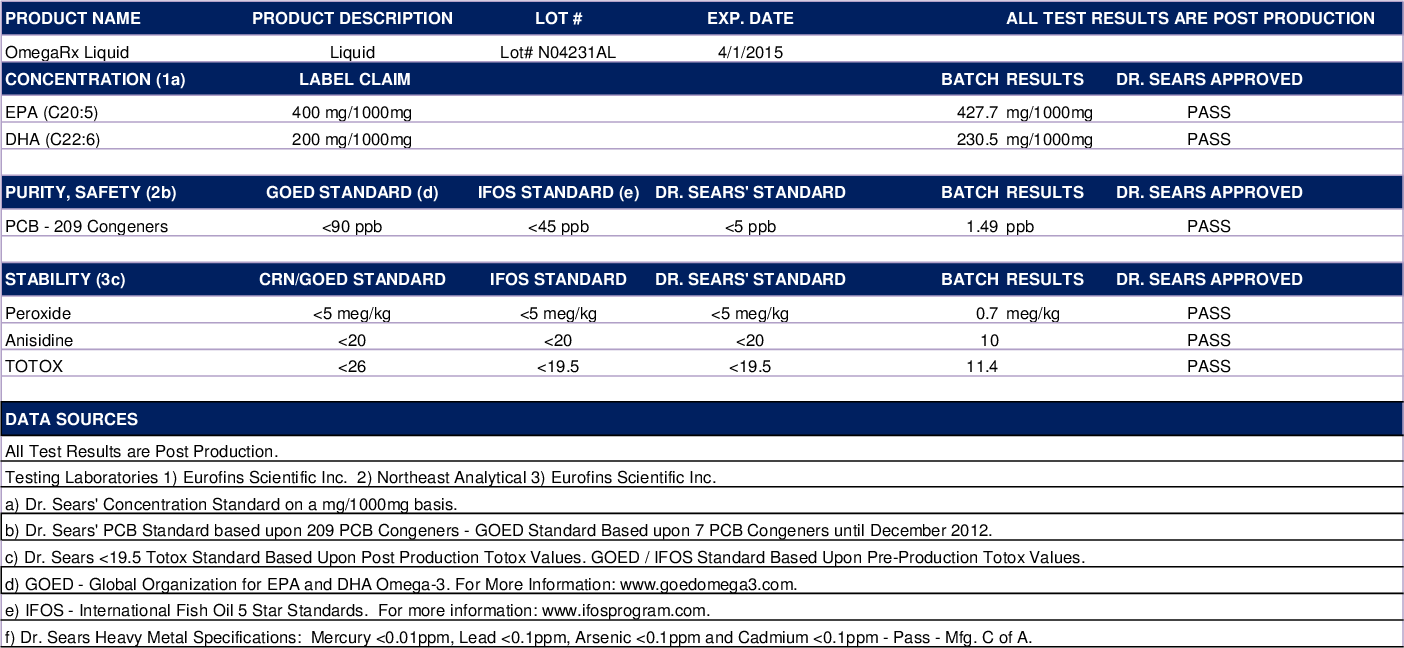 PRODUCT NAME PRODUCT DESCRIPTION LOT # EXP. DATE ALL TEST RESULTS ARE POST PRODUCTION
OmegaRx Liquid Liquid Lot# N04231AL 4/1/2015
CONCENTRATION (1a) LABEL CLAIM BATCH RESULTS DR. SEARS APPROVED
EPA (C20:5) 400 mg/1000mg 427.7 mg/1000mg PASS
DHA (C22:6) 200 mg/1000mg 230.5 mg/1000mg PASS
PURITY, SAFETY (2b) GOED STANDARD (d) IFOS STANDARD (e) DR. SEARS' STANDARD BATCH RESULTS DR. SEARS APPROVED
PCB - 209 Congeners <90 ppb <45 ppb <5 ppb 1.49 ppb PASS
STABILITY (3c) CRN/GOED STANDARD IFOS STANDARD DR. SEARS' STANDARD BATCH RESULTS DR. SEARS APPROVED
Peroxide <5 meg/kg <5 meg/kg <5 meg/kg 0.7 meg/kg PASS
Anisidine <20 <20 <20 10 PASS
TOTOX <26 <19.5 <19.5 11.4 PASS
DATA SOURCES
All Test Results are Post Production.
Testing Laboratories 1) Eurofins Scientific Inc. 2) Northeast Analytical 3) Eurofins Scientific Inc.
a) Dr. Sears' Concentration Standard on a mg/1000mg basis.
b) Dr. Sears' PCB Standard based upon 209 PCB Congeners - GOED Standard Based upon 7 PCB Congeners until December 2012.
c) Dr. Sears <19.5 Totox Standard Based Upon Post Production Totox Values. GOED / IFOS Standard Based Upon Pre-Production Totox Values.
d) GOED - Global Organization for EPA and DHA Omega-3. For More Information: www.goedomega3.com.
e) IFOS - International Fish Oil 5 Star Standards. For more information: www.ifosprogram.com.
f) Dr. Sears Heavy Metal Specifications: Mercury <0.01ppm, Lead <0.1ppm, Arsenic <0.1ppm and Cadmium <0.1ppm - Pass - Mfg. C of A.